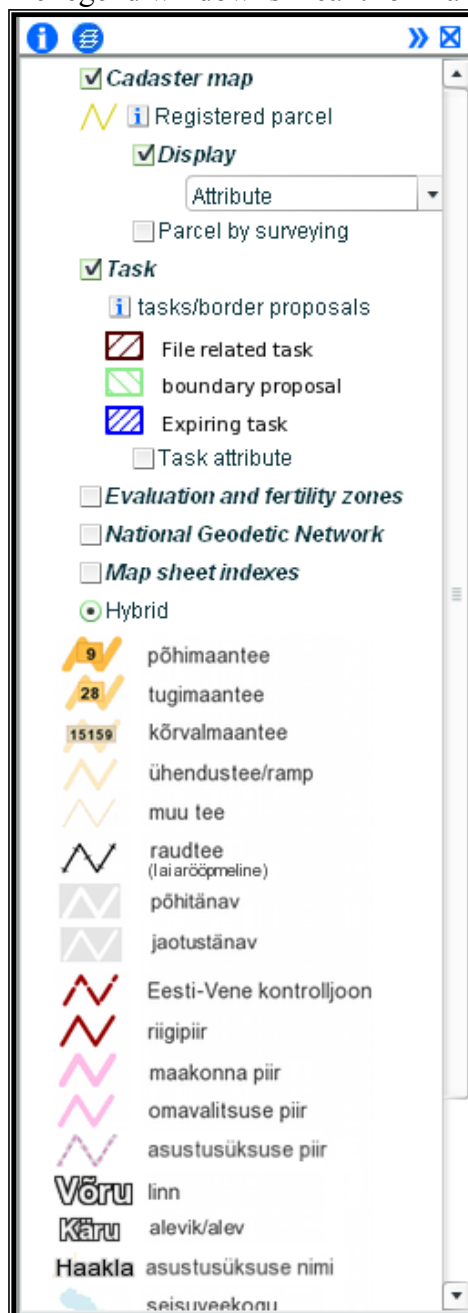 Cadaster map
Registered parcel
Display
Attribute
Parcel by surveying
Task
tasks/border proposals
File related task
boundary proposal
Expiring task
Task attribute
Evaluation and fertility zones
National Geodetic Network
Map sheet indexes
Hybrid
9 põhimaantee
28 tugimaantee
15159 kõrvalmaantee
ühendustee/ramp
muu tee
raudtee
(laiarööpmeline)
põhitänav
jaotustänav
Eesti-Vene kontrolljoon
riigipiir
maakonna piir
omavalitsuse piir
asustusüksuse piir
Võru linn
Käru alevik/alev
Haakla asustusüksuse nimi
seisuveekogu